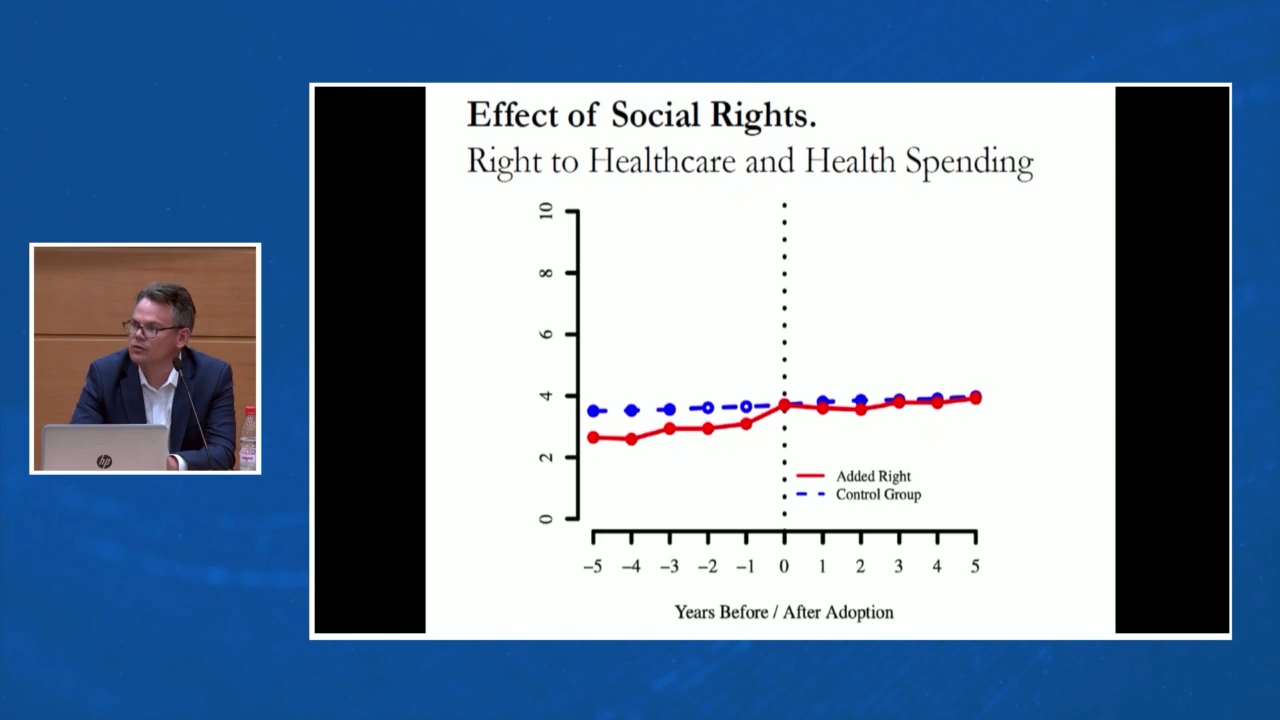 Effect of Social Rights.
Right to Healthcare and Health Spending
10
8
6
4
2
0
Added Right
Control Group
–5 –4 –3 –2 –1 0 1 2 3 4 5
Years Before / After Adoption
hp